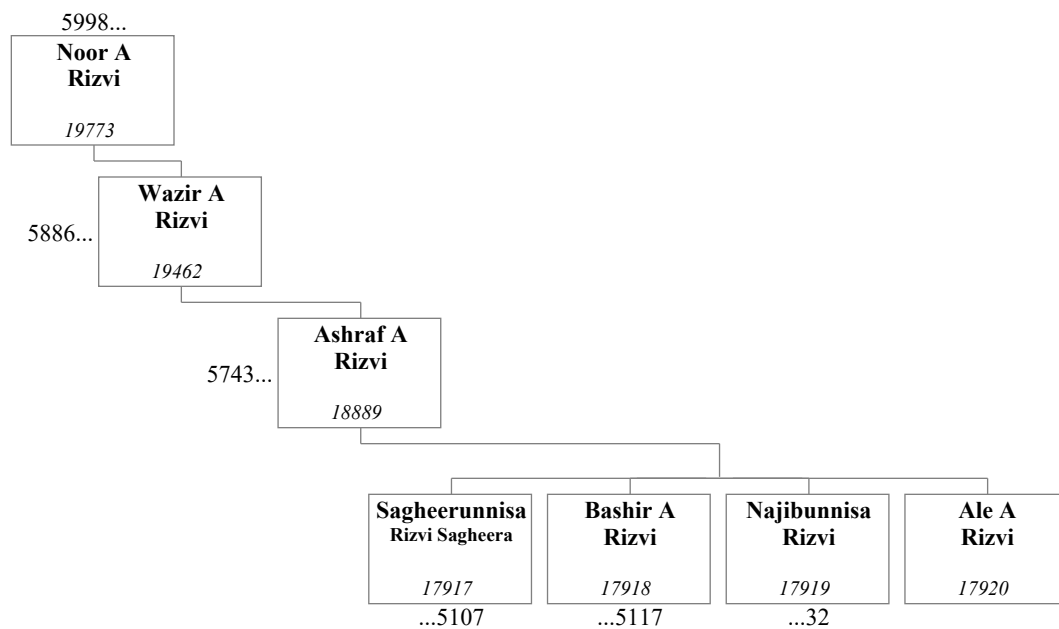 5998...
Noor A
Rizvi
19773
Wazir A
Rizvi
5886...
19462
Ashraf A
Rizvi
5743...
18889
Sagheerunnisa
Rizvi Sagheera
17917
...5107
Bashir A
Rizvi
17918
...5117
Najibunnisa
Rizvi
17919
...32
Ale A
Rizvi
17920